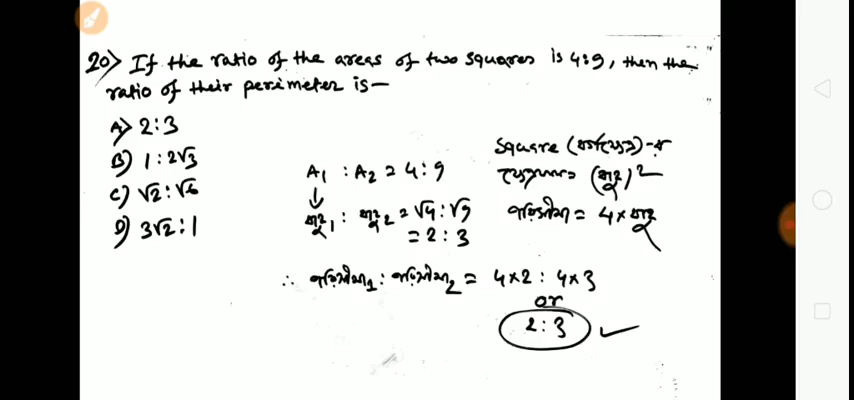 20) If the ratio of the areas of two squares is 4:9, then the
ratio of their perimeter is—
A) 2:3
B) 1:2√3
C) √2:√6
D) 3√2:1
A₁ : A₂ = 4:9
↓
বাহু₁ : বাহু₂ = √4:√9
= 2:3
Square (বর্গক্ষেত্র)-র
ক্ষেত্রফল = (বাহু)²
পরিসীমা = 4×বাহু
∴ পরিসীমা₁ : পরিসীমা₂ = 4×2 : 4×3
or
2:3